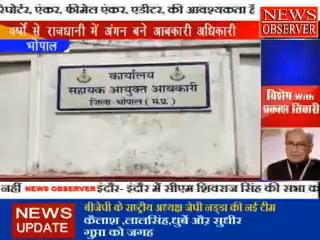 रिपोर्टर, एंकर, फीमेल एंकर, एडीटर, की आवश्यकता है
NEWS
OBSERVER
वर्षो से राजधानी में अंगन बने आबकारी अधिकारी
भोपाल
कार्यालय
सहायक आयुक्त आबकारी
जिला-भोपाल (म.प्र.)
विशेष With
प्रकाश तिवारी
नहीं NEWS OBSERVER इंदौर- इंदौर में सीएम शिवराज सिंह की सभा को
NEWS
UPDATE
बीजेपी के राष्ट्रीय अध्यक्ष जेपी नड्डा की नई टीम
कैलाश ,लालसिंह,धुर्वे और सुधीर
गुप्ता को जगह